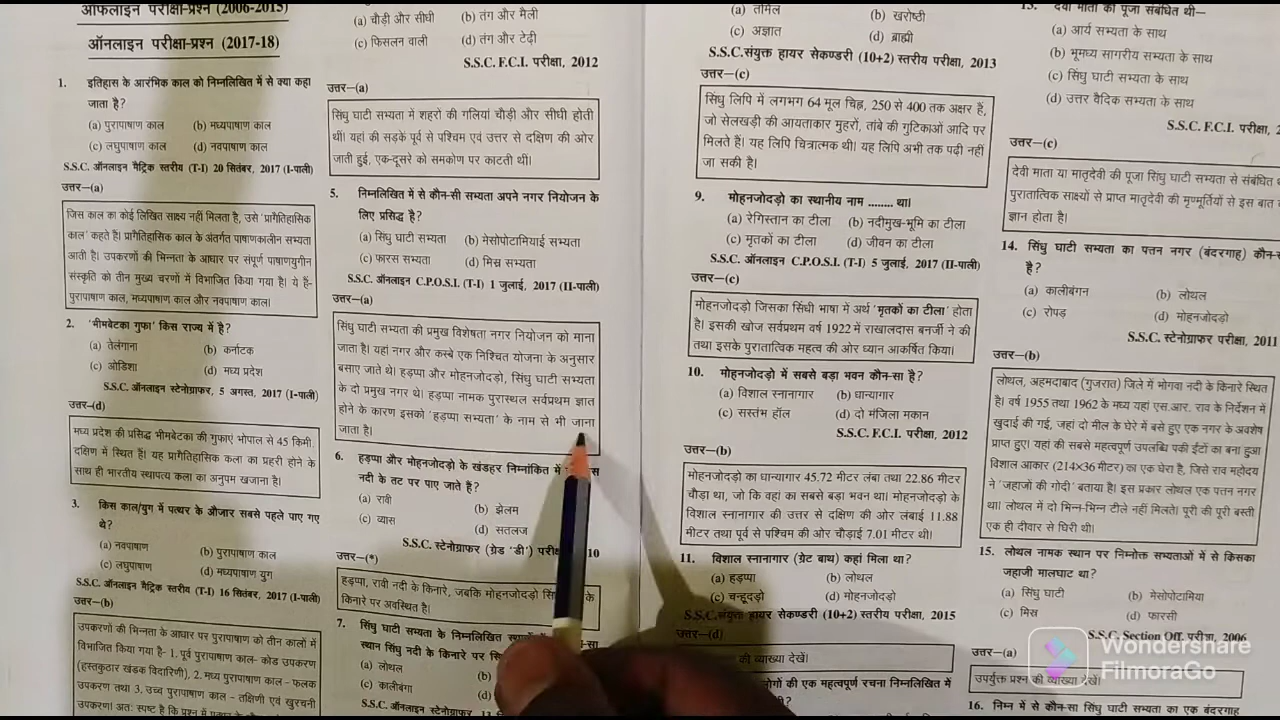 आफलाइन परीक्षा-प्रश्न (2006-2015)
ऑनलाइन परीक्षा-प्रश्न (2017-18)
1. इतिहास के आरंभिक काल को निम्नलिखित में से क्या कहा
जाता है?
(a) पुरापाषाण काल (b) मध्यपाषाण काल
(c) लघुपाषाण काल (d) नवपाषाण काल
S.S.C. ऑनलाइन मैट्रिक स्तरीय (T-I) 20 सितंबर, 2017 (I-पाली)
उत्तर–(a)
जिस काल का कोई लिखित साक्ष्य नहीं मिलता है, उसे 'प्रागैतिहासिक
काल' कहते हैं। प्रागैतिहासिक काल के अंतर्गत पाषाणकालीन सभ्यता
आती है। उपकरणों की भिन्नता के आधार पर संपूर्ण पाषाणयुगीन
संस्कृति को तीन मुख्य चरणों में विभाजित किया गया है। ये हैं-
पुरापाषाण काल, मध्यपाषाण काल और नवपाषाण काल।
2. 'भीमबेटका गुफा' किस राज्य में है?
(a) तेलंगाना (b) कर्नाटक
(c) ओडिशा (d) मध्य प्रदेश
S.S.C. ऑनलाइन स्टेनोग्राफर, 5 अगस्त, 2017 (I-पाली)
उत्तर–(d)
मध्य प्रदेश की प्रसिद्ध भीमबेटका की गुफाएं भोपाल से 45 किमी.
दक्षिण में स्थित हैं। यह प्रागैतिहासिक कला का प्रहरी होने के
साथ ही भारतीय स्थापत्य कला का अनुपम खजाना है।
3. किस काल/युग में पत्थर के औजार सबसे पहले पाए गए
थे?
(a) नवपाषाण (b) पुरापाषाण काल
(c) लघुपाषाण (d) मध्यपाषाण युग
S.S.C. ऑनलाइन मैट्रिक स्तरीय (T-I) 16 सितंबर, 2017 (I-पाली)
उत्तर–(b)
उपकरणों की भिन्नता के आधार पर पुरापाषाण को तीन कालों में
विभाजित किया गया है- 1. पूर्व पुरापाषाण काल- कोड उपकरण
(हस्तकुठार खंडक विदारिणी), 2. मध्य पुरापाषाण काल - फलक
उपकरण तथा 3. उच्च पुरापाषाण काल - तक्षिणी एवं खुरचनी
उपकरण। अतः स्पष्ट है कि प्रश्न में
(a) चौड़ी और सीधी (b) तंग और मैली
(c) फिसलन वाली (d) तंग और टेढ़ी
S.S.C. F.C.I. परीक्षा, 2012
उत्तर–(a)
सिंधु घाटी सभ्यता में शहरों की गलियां चौड़ी और सीधी होती
थीं। यहां की सड़कें पूर्व से पश्चिम एवं उत्तर से दक्षिण की ओर
जाती हुई, एक-दूसरे को समकोण पर काटती थीं।
5. निम्नलिखित में से कौन-सी सभ्यता अपने नगर नियोजन के
लिए प्रसिद्ध है?
(a) सिंधु घाटी सभ्यता (b) मेसोपोटामियाई सभ्यता
(c) फारस सभ्यता (d) मिस्र सभ्यता
S.S.C. ऑनलाइन C.P.O.S.I. (T-I) 1 जुलाई, 2017 (II-पाली)
उत्तर–(a)
सिंधु घाटी सभ्यता की प्रमुख विशेषता नगर नियोजन को माना
जाता है। यहां नगर और कस्बे एक निश्चित योजना के अनुसार
बसाए जाते थे। हड़प्पा और मोहनजोदड़ो, सिंधु घाटी सभ्यता
के दो प्रमुख नगर थे। हड़प्पा नामक पुरास्थल सर्वप्रथम ज्ञात
होने के कारण इसको 'हड़प्पा सभ्यता' के नाम से भी जाना
जाता है।
6. हड़प्पा और मोहनजोदड़ो के खंडहर निम्नांकित में
नदी के तट पर पाए जाते हैं?
(a) रावी (b) झेलम
(c) व्यास (d) सतलज
S.S.C. स्टेनोग्राफर (ग्रेड 'डी') 10
उत्तर–(*)
हड़प्पा, रावी नदी के किनारे, जबकि मोहनजोदड़ो के
किनारे पर अवस्थित है।
7. सिंधु घाटी सभ्यता के निम्नलिखित
स्थान सिंधु नदी के किनारे पर
(a) लोथल (b)
(c) कालीबंगा (d)
S.S.C. ऑनलाइन स्टेनोग्राफर,
(a) तमिल (b) खरोष्ठी
(c) अज्ञात (d) ब्राह्मी
S.S.C.संयुक्त हायर सेकण्डरी (10+2) स्तरीय परीक्षा, 2013
उत्तर–(c)
सिंधु लिपि में लगभग 64 मूल चिह्न, 250 से 400 तक अक्षर हैं,
जो सेलखड़ी की आयताकार मुहरों, तांबे की गुटिकाओं आदि पर
मिलते हैं। यह लिपि चित्रात्मक थी। यह लिपि अभी तक पढ़ी नहीं
जा सकी है।
9. मोहनजोदड़ो का स्थानीय नाम ........ था।
(a) रेगिस्तान का टीला (b) नदीमुख-भूमि का टीला
(c) मृतकों का टीला (d) जीवन का टीला
S.S.C. ऑनलाइन C.P.O.S.I. (T-I) 5 जुलाई, 2017 (II-पाली)
उत्तर–(c)
मोहनजोदड़ो जिसका सिंधी भाषा में अर्थ 'मृतकों का टीला' होता
है। इसकी खोज सर्वप्रथम वर्ष 1922 में राखालदास बनर्जी ने की
तथा इसके पुरातात्विक महत्व की ओर ध्यान आकर्षित किया।
10. मोहनजोदड़ो में सबसे बड़ा भवन कौन-सा है?
(a) विशाल स्नानागार (b) धान्यागार
(c) सस्तंभ हॉल (d) दो मंजिला मकान
S.S.C. F.C.I. परीक्षा, 2012
उत्तर–(b)
मोहनजोदड़ो का धान्यागार 45.72 मीटर लंबा तथा 22.86 मीटर
चौड़ा था, जो कि वहां का सबसे बड़ा भवन था। मोहनजोदड़ो के
विशाल स्नानागार की उत्तर से दक्षिण की ओर लंबाई 11.88
मीटर तथा पूर्व से पश्चिम की ओर चौड़ाई 7.01 मीटर थी।
11. विशाल स्नानागार (ग्रेट बाथ) कहां मिला था?
(a) हड़प्पा (b) लोथल
(c) चन्हूदड़ो (d) मोहनजोदड़ो
S.S.C.संयुक्त हायर सेकण्डरी (10+2) स्तरीय परीक्षा, 2015
उत्तर–(d)
की व्याख्या देखें।
लोगों की एक महत्वपूर्ण रचना निम्नलिखित में
13. देवी माता की पूजा संबंधित थी–
(a) आर्य सभ्यता के साथ
(b) भूमध्य सागरीय सभ्यता के साथ
(c) सिंधु घाटी सभ्यता के साथ
(d) उत्तर वैदिक सभ्यता के साथ
S.S.C. F.C.I. परीक्षा,
उत्तर–(c)
देवी माता या मातृदेवी की पूजा सिंधु घाटी सभ्यता से संबंधित
पुरातात्विक साक्ष्यों से प्राप्त मातृदेवी की मृण्मूर्तियों से इस बात
ज्ञान होता है।
14. सिंधु घाटी सभ्यता का पत्तन नगर (बंदरगाह)
है?
(a) कालीबंगन (b) लोथल
(c) रोपड़ (d) मोहनजोदड़ो
S.S.C. स्टेनोग्राफर परीक्षा, 2011
उत्तर–(b)
लोथल, अहमदाबाद (गुजरात) जिले में भोगवा नदी के किनारे स्थित
है। वर्ष 1955 तथा 1962 के मध्य यहां एस.आर. राव के निर्देशन में
खुदाई की गई, जहां दो मील के घेरे में बसे हुए एक नगर के अवशेष
प्राप्त हुए। यहां की सबसे महत्वपूर्ण उपलब्धि पकी ईंटों का बना हुआ
विशाल आकार (214×36 मीटर) का एक घेरा है, जिसे राव महोदय
ने 'जहाजों की गोदी' बताया है। इस प्रकार लोथल एक पत्तन नगर
था। लोथल में दो भिन्न-भिन्न टीले नहीं मिलते। पूरी की पूरी बस्ती
एक ही दीवार से घिरी थी।
15. लोथल नामक स्थान पर निम्नोक्त सभ्यताओं में से किसका
जहाजी मालघाट था?
(a) सिंधु घाटी (b) मेसोपोटामिया
(c) मिस्र (d) फारसी
S.S.C. Section Off. परीक्षा, 2006
उत्तर–(a)
उपर्युक्त प्रश्न की व्याख्या देखें।
16. निम्न में से कौन-सा सिंधु घाटी सभ्यता का एक बंदरगाह
Wondershare
FilmoraGo